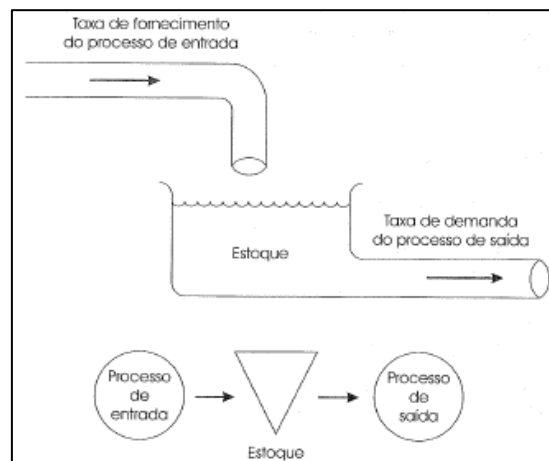 Taxa de fornecimento
do processo de entrada
Estoque
Taxa de demanda
do processo de saída
Processo
de
entrada
Estoque
Processo
de
saída